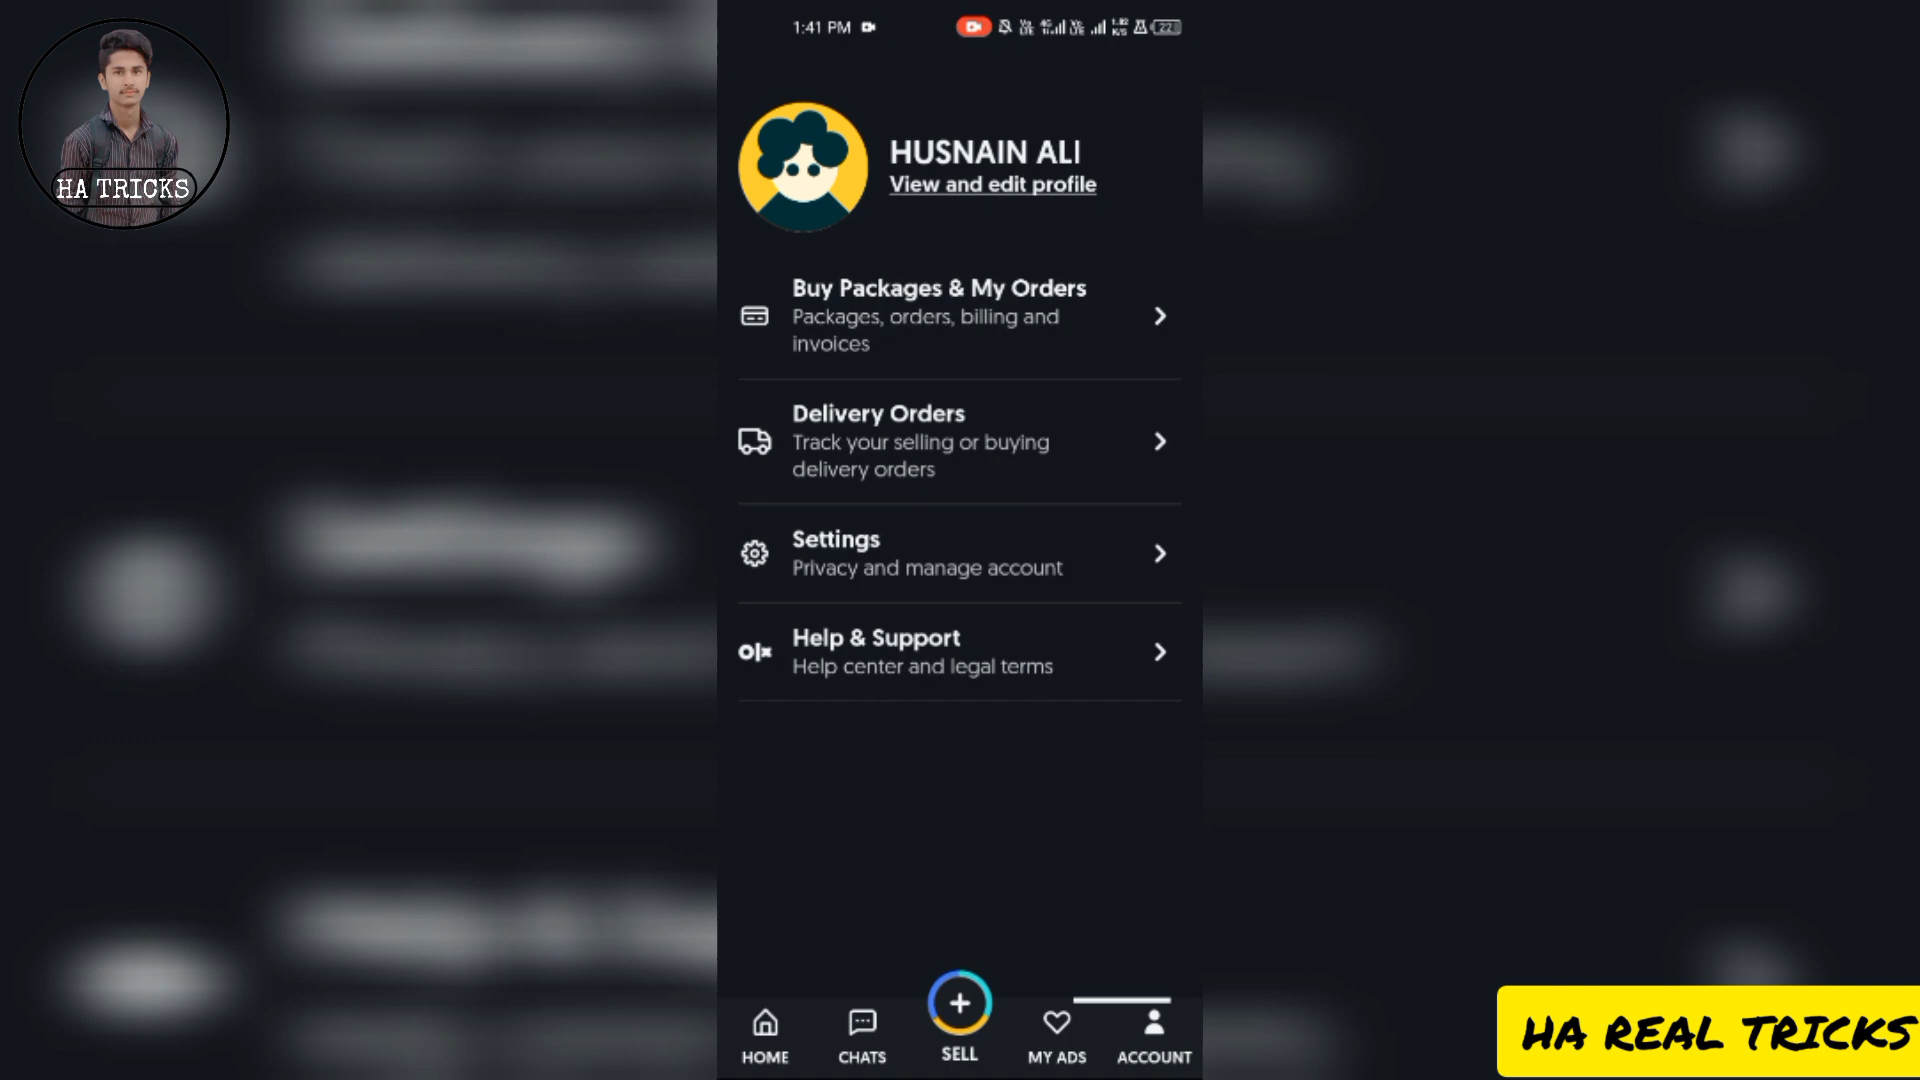 HA TRICKS
1:41 PM
22
HUSNAIN ALI
View and edit profile
Buy Packages & My Orders
Packages, orders, billing and
invoices
Delivery Orders
Track your selling or buying
delivery orders
Settings
Privacy and manage account
olx
Help & Support
Help center and legal terms
HOME
CHATS
SELL
MY ADS
ACCOUNT
HA REAL TRICKS